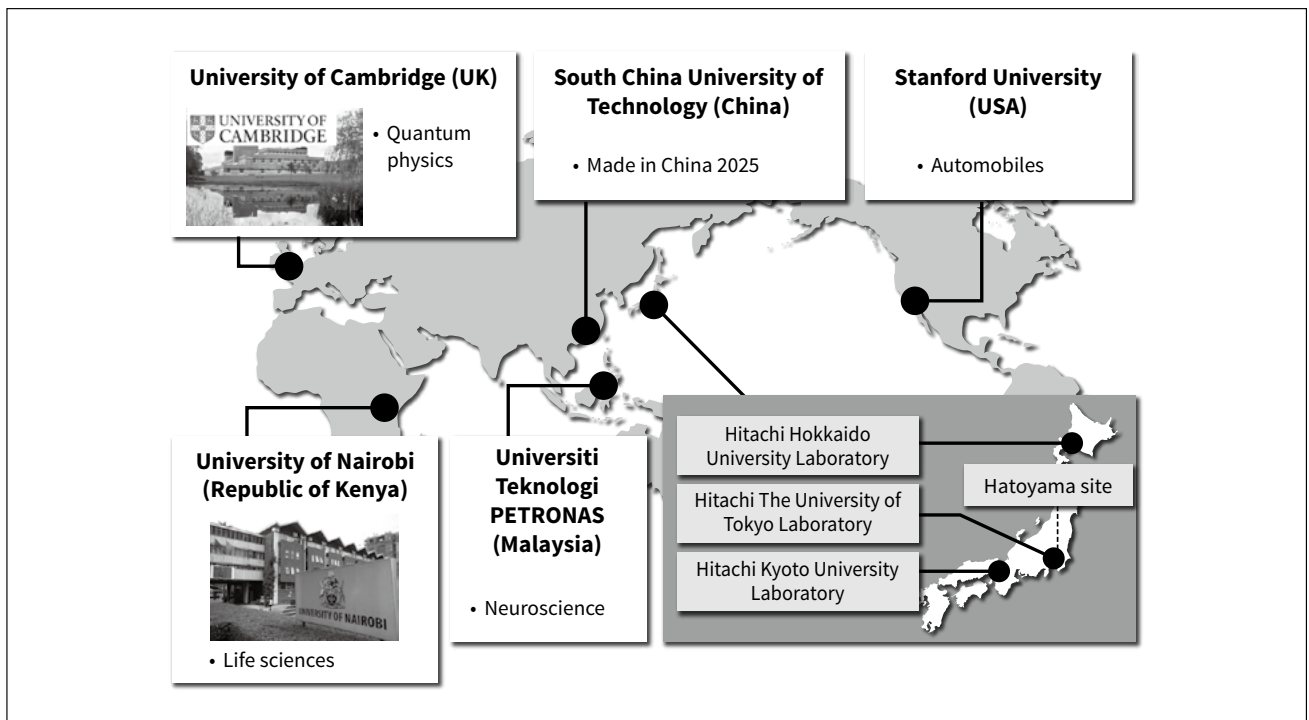 University of Cambridge (UK)
UNIVERSITY OF
CAMBRIDGE
• Quantum
physics
South China University of
Technology (China)
• Made in China 2025
Stanford University
(USA)
• Automobiles
University of Nairobi
(Republic of Kenya)
UNIVERSITY OF NAIROBI
• Life sciences
Universiti
Teknologi
PETRONAS
(Malaysia)
• Neuroscience
Hitachi Hokkaido
University Laboratory
Hatoyama site
Hitachi The University of
Tokyo Laboratory
Hitachi Kyoto University
Laboratory